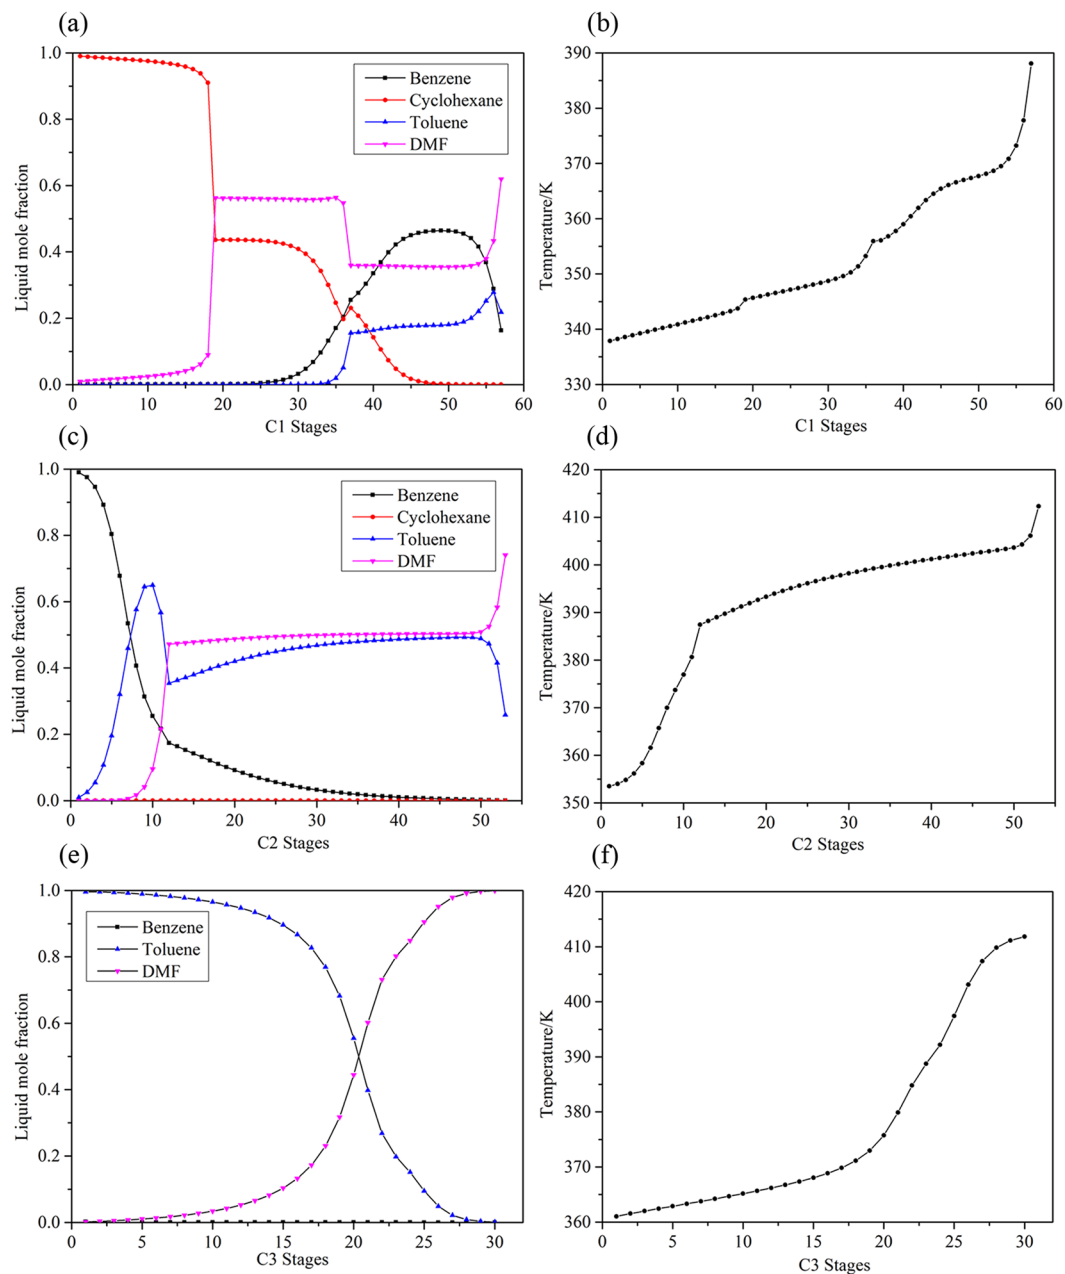 (a)
1.0
0.8
0.6
0.4
0.2
0.0
Liquid mole fraction
Benzene
Cyclohexane
Toluene
DMF
0 10 20 30 40 50 60
C1 Stages
(b)
390
380
370
360
350
340
330
Temperature/K
0 10 20 30 40 50 60
C1 Stages
(c)
1.0
0.8
0.6
0.4
0.2
0.0
Liquid mole fraction
Benzene
Cyclohexane
Toluene
DMF
0 10 20 30 40 50
C2 Stages
(d)
420
410
400
390
380
370
360
350
Temperature/K
0 10 20 30 40 50
C2 Stages
(e)
1.0
0.8
0.6
0.4
0.2
0.0
Liquid mole fraction
Benzene
Toluene
DMF
0 5 10 15 20 25 30
C3 Stages
(f)
420
410
400
390
380
370
360
Temperature/K
0 5 10 15 20 25 30
C3 Stages